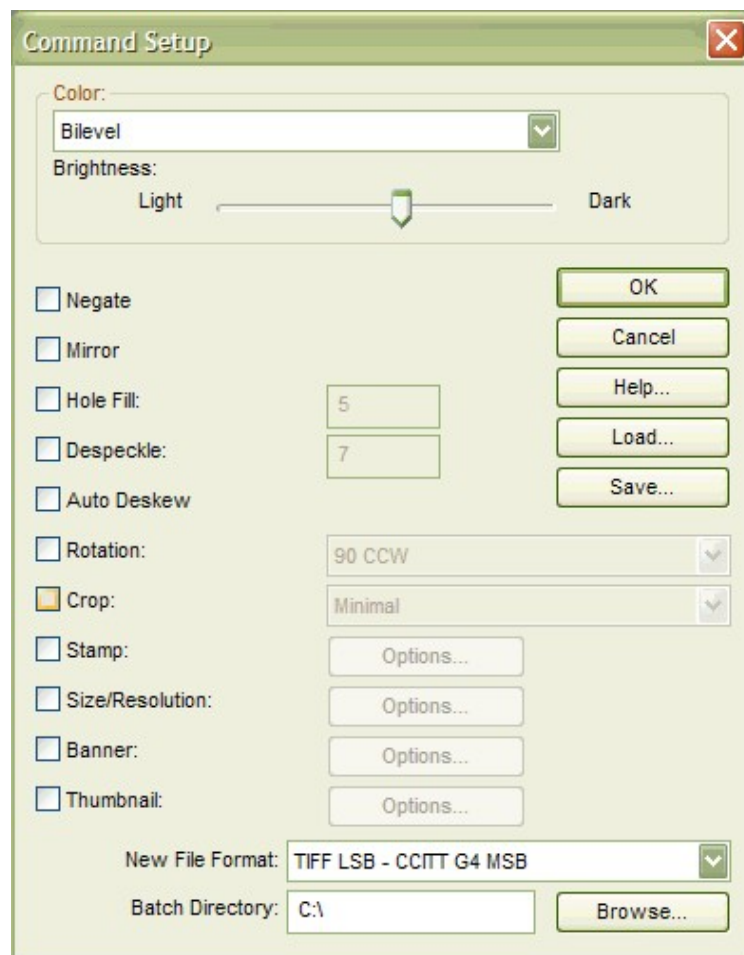 Command Setup
Color:
Bilevel
Brightness:
Light Dark
Negate
OK
Mirror
Cancel
Hole Fill: 5
Help...
Despeckle: 7
Load...
Auto Deskew
Save...
Rotation: 90 CCW
Crop: Minimal
Stamp: Options...
Size/Resolution: Options...
Banner: Options...
Thumbnail: Options...
New File Format: TIFF LSB - CCITT G4 MSB
Batch Directory: C:\ Browse...